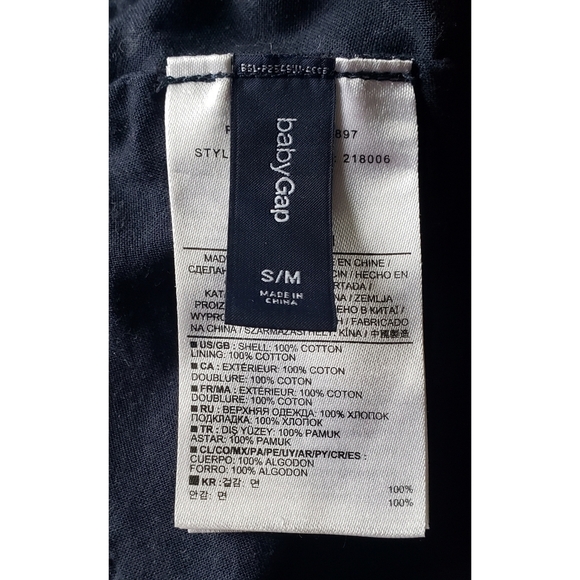 babyGap
S/M
MADE IN
CHINA
897
STYL 218006
MAD EN CHINE /
СДЕЛАН CIN / HECHO EN
RTADA /
KAT / ZEMLJA
PROIZ ЕНО В КИТАЇ /
WYPRO H / FABRICADO
NA CHINA / SZÁRMAZÁSI HELY: KÍNA / 中國製造
US/GB : SHELL: 100% COTTON
LINING: 100% COTTON
CA : EXTÉRIEUR: 100% COTON
DOUBLURE: 100% COTON
FR/MA : EXTÉRIEUR: 100% COTON
DOUBLURE: 100% COTON
RU : ВЕРХНЯЯ ОДЕЖДА: 100% ХЛОПОК
ПОДКЛАДКА: 100% ХЛОПОК
TR : DIŞ YÜZEY: 100% PAMUK
ASTAR: 100% PAMUK
CL/CO/MX/PA/PE/UY/AR/PY/CR/ES :
CUERPO: 100% ALGODON
FORRO: 100% ALGODON
KR : 겉감: 면 100%
안감: 면 100%